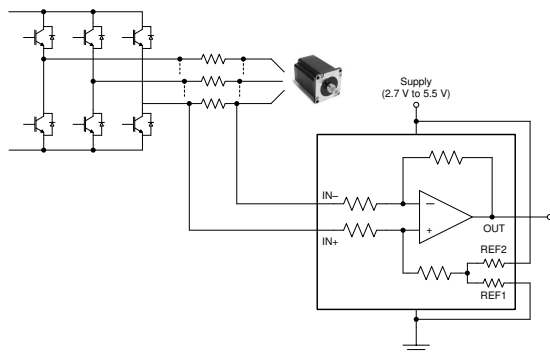 Supply
(2.7 V to 5.5 V)
IN–
IN+
–
+
OUT
REF2
REF1